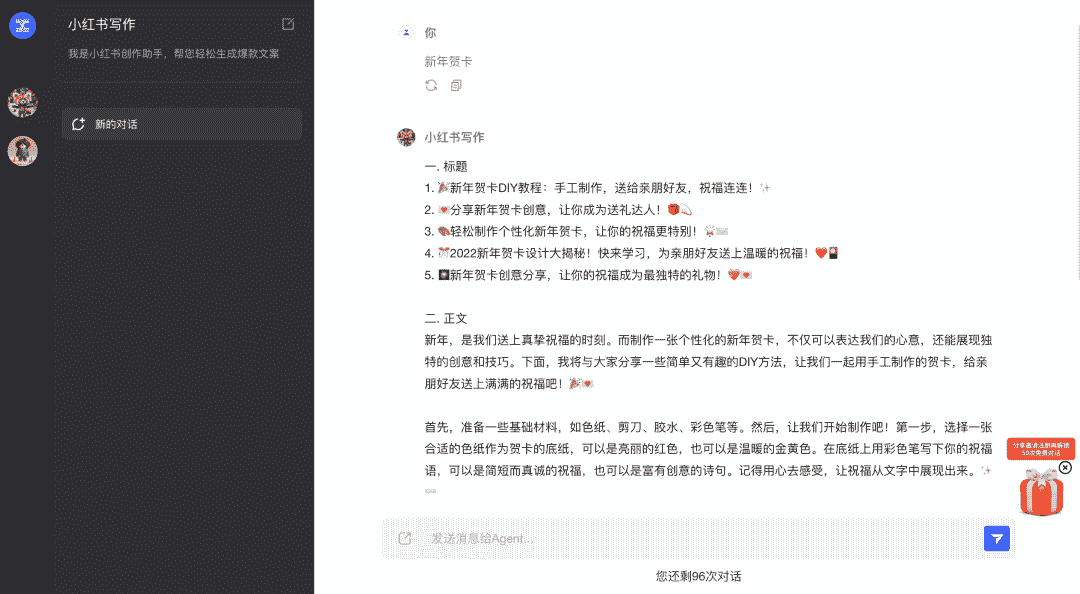 小红书写作
我是小红书创作助手，帮您轻松生成爆款文案
新的对话
你
新年贺卡
小红书写作
一. 标题
1. 🎉新年贺卡DIY教程：手工制作，送给亲朋好友，祝福连连！✨
2. 💌分享新年贺卡创意，让你成为送礼达人！🎁💫
3. 🎨轻松制作个性化新年贺卡，让你的祝福更特别！
4. 🎊2022新年贺卡设计大揭秘！快来学习，为亲朋好友送上温暖的祝福！❤️🎴
5. 🎆新年贺卡创意分享，让你的祝福成为最独特的礼物！💖💌
二. 正文
新年，是我们送上真挚祝福的时刻。而制作一张个性化的新年贺卡，不仅可以表达我们的心意，还能展现独
特的创意和技巧。下面，我将与大家分享一些简单又有趣的DIY方法，让我们一起用手工制作的贺卡，给亲
朋好友送上满满的祝福吧！🎉💌
首先，准备一些基础材料，如色纸、剪刀、胶水、彩色笔等。然后，让我们开始制作吧！第一步，选择一张
合适的色纸作为贺卡的底纸，可以是亮丽的红色，也可以是温暖的金黄色。在底纸上用彩色笔写下你的祝福
语，可以是简短而真诚的祝福，也可以是富有创意的诗句。记得用心去感受，让祝福从文字中展现出来。✨
分享邀请注册再解锁
50次免费对话
发送消息给Agent...
您还剩96次对话